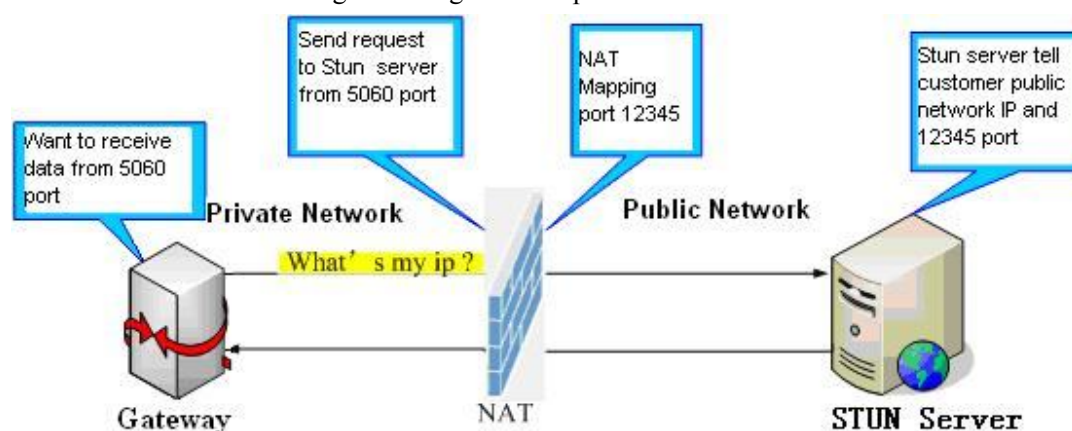 Send request
to Stun server
from 5060 port
NAT
Mapping
port 12345
Stun server tell
customer public
network IP and
12345 port
Want to receive
data from 5060
port
Private Network
Public Network
What's my ip ?
Gateway
NAT
STUN Server